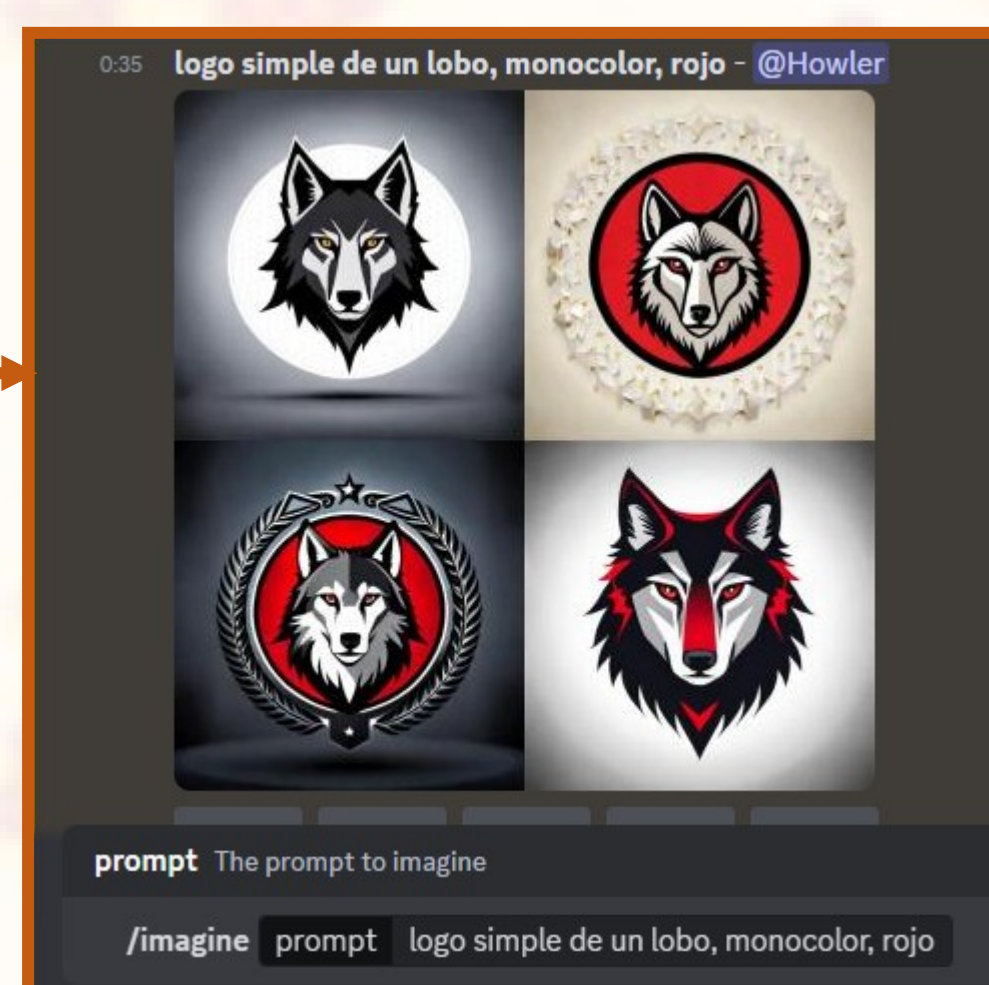 0:35 logo simple de un lobo, monocolor, rojo - @Howler
prompt The prompt to imagine
/imagine prompt logo simple de un lobo, monocolor, rojo